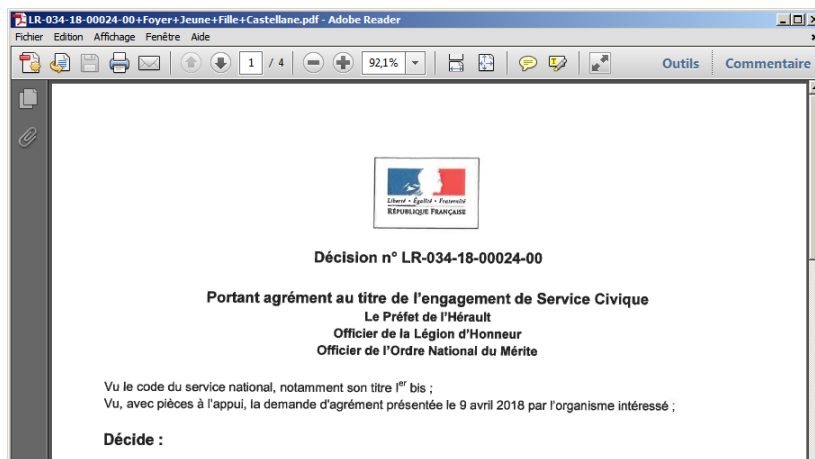 LR-034-18-00024-00+Foyer+Jeune+Fille+Castellane.pdf - Adobe Reader
Fichier Edition Affichage Fenêtre Aide
1 / 4 92,1% Outils Commentaire
Liberté • Égalité • Fraternité
RÉPUBLIQUE FRANÇAISE
Décision n° LR-034-18-00024-00
Portant agrément au titre de l'engagement de Service Civique
Le Préfet de l'Hérault
Officier de la Légion d'Honneur
Officier de l'Ordre National du Mérite
Vu le code du service national, notamment son titre Ier bis ;
Vu, avec pièces à l'appui, la demande d'agrément présentée le 9 avril 2018 par l'organisme intéressé ;
Décide :